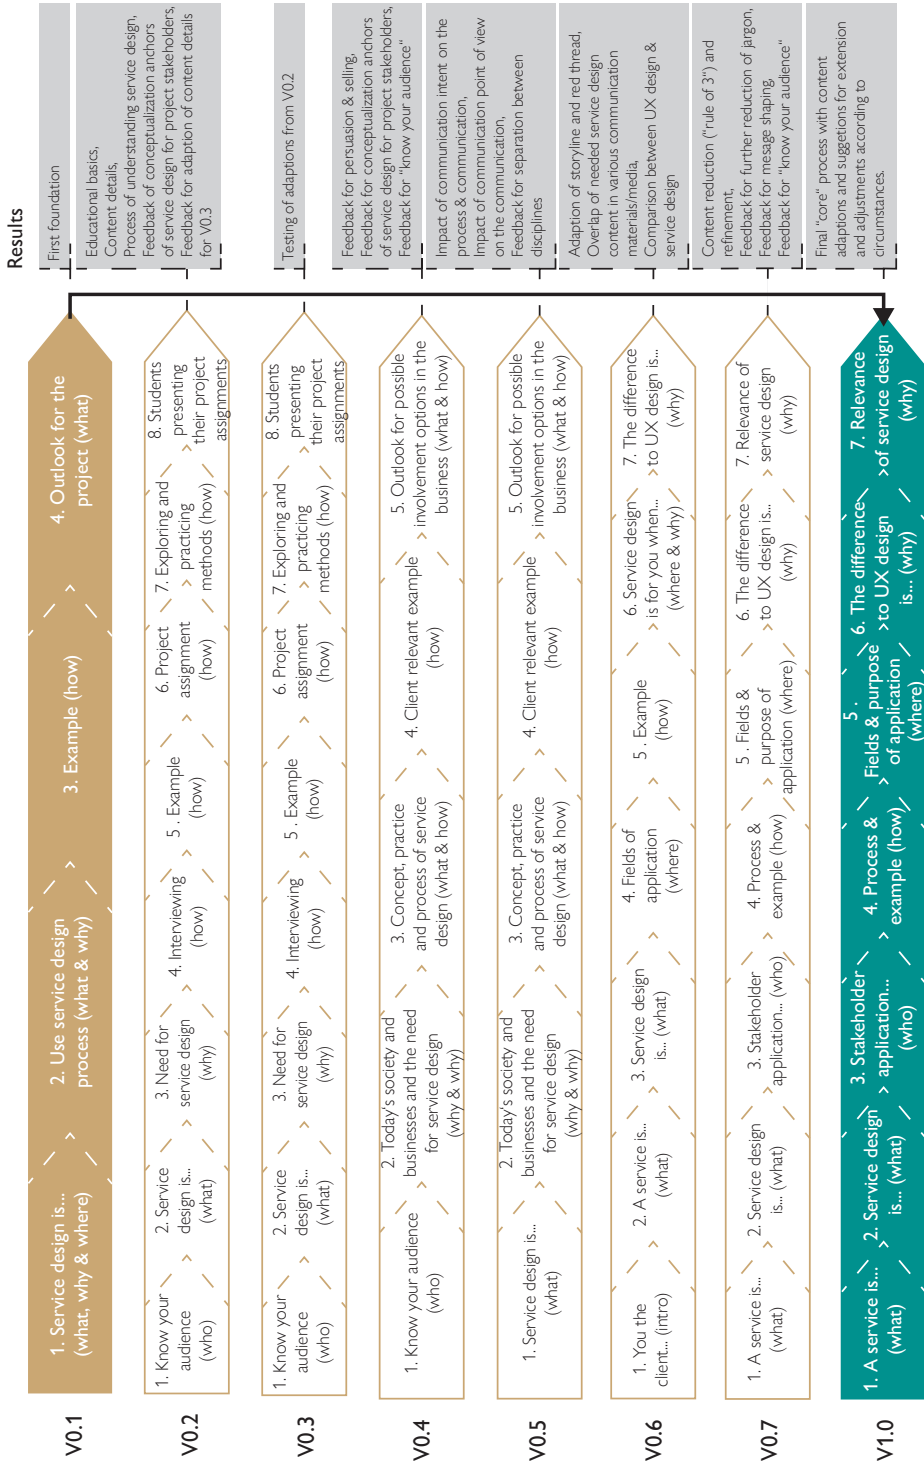 Results
V0.1
1. Service design is...
(what, why & where)
>
2. Use service design
process (what & why)
>
3. Example (how)
>
4. Outlook for the
project (what)
First foundation
V0.2
1. Know your
audience
(who)
>
2. Service
design is...
(what)
>
3. Need for
service design
(why)
>
4. Interviewing
(how)
>
5 . Example
(how)
>
6. Project
assignment
(how)
>
7. Exploring and
practicing
methods (how)
>
8. Students
presenting
their project
assignments
Educational basics,
Content details,
Process of understanding service design,
Feedback of conceptualization anchors
of service design for project stakeholders,
Feedback for adaption of content details
for V0.3
V0.3
1. Know your
audience
(who)
>
2. Service
design is...
(what)
>
3. Need for
service design
(why)
>
4. Interviewing
(how)
>
5 . Example
(how)
>
6. Project
assignment
(how)
>
7. Exploring and
practicing
methods (how)
>
8. Students
presenting
their project
assignments
Testing of adaptions from V0.2
V0.4
1. Know your audience
(who)
>
2. Today's society and
businesses and the need
for service design
(why & why)
>
3. Concept, practice
and process of service
design (what & how)
>
4. Client relevant example
(how)
>
5. Outlook for possible
involvement options in the
business (what & how)
Feedback for persuasion & selling,
Feedback for conceptualization anchors
of service design for project stakeholders,
Feedback for “know your audience“
V0.5
1. Service design is...
(what)
>
2. Today's society and
businesses and the need
for service design
(why & why)
>
3. Concept, practice
and process of service
design (what & how)
>
4. Client relevant example
(how)
>
5. Outlook for possible
involvement options in the
business (what & how)
Impact of communication intent on the
process & communication,
Impact of communication point of view
on the communication,
Feedback for separation between
disciplines
V0.6
1. You the
client... (intro)
>
2. A service is...
(what)
>
3. Service design
is... (what)
>
4. Fields of
application
(where)
>
5 . Example
(how)
>
6. Service design
is for you when...
(where & why)
>
7. The difference
to UX design is...
(why)
Adaption of storyline and red thread,
Overlap of needed service design
content in various communication
materials/media,
Comparison between UX design &
service design
V0.7
1. A service is...
(what)
>
2. Service design
is... (what)
>
3. Stakeholder
application... (who)
>
4. Process &
example (how)
>
5 . Fields &
purpose of
application (where)
>
6. The difference
to UX design is...
(why)
>
7. Relevance of
service design
(why)
Content reduction (“rule of 3“) and
refinement,
Feedback for further reduction of jargon,
Feedback for message shaping,
Feedback for “know your audience“
V1.0
1. A service is...
(what)
>
2. Service design
is... (what)
>
3. Stakeholder
application...
(who)
>
4. Process &
example (how)
>
5 .
Fields & purpose
of application
(where)
>
6. The difference
to UX design
is... (why)
>
7. Relevance
of service design
(why)
Final “core“ process with content
adaptions and suggestions for extension
and adjustments according to
circumstances.